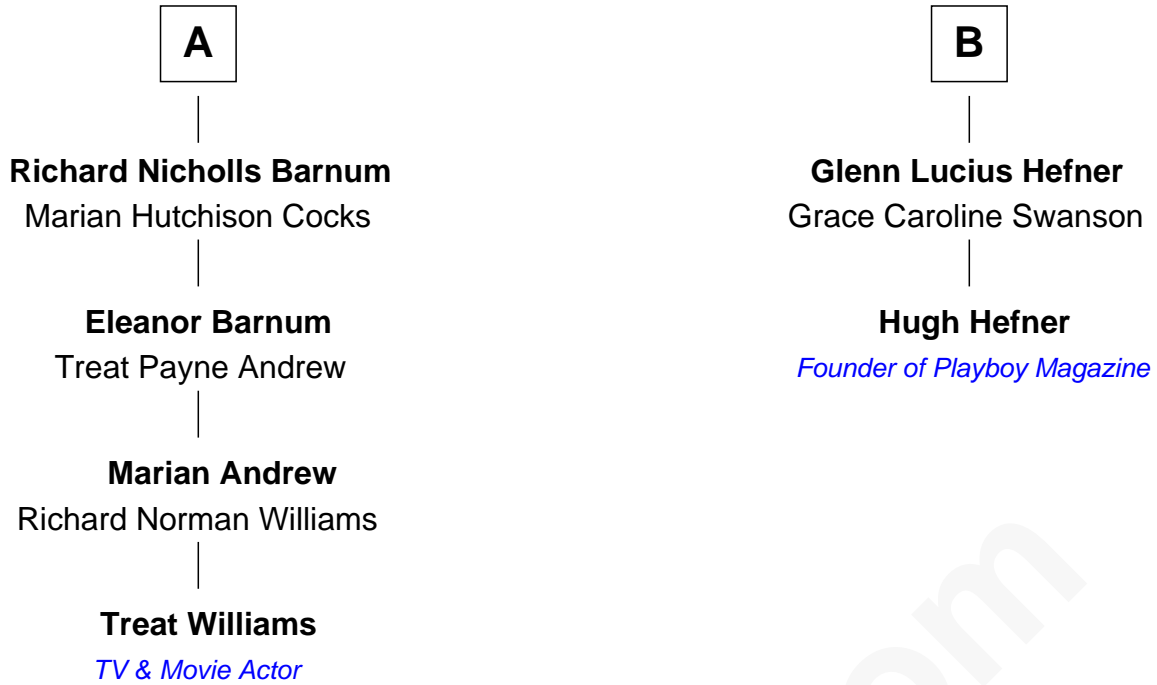 A
Richard Nicholls Barnum
Marian Hutchison Cocks
Eleanor Barnum
Treat Payne Andrew
Marian Andrew
Richard Norman Williams
Treat Williams
TV & Movie Actor
B
Glenn Lucius Hefner
Grace Caroline Swanson
Hugh Hefner
Founder of Playboy Magazine
om